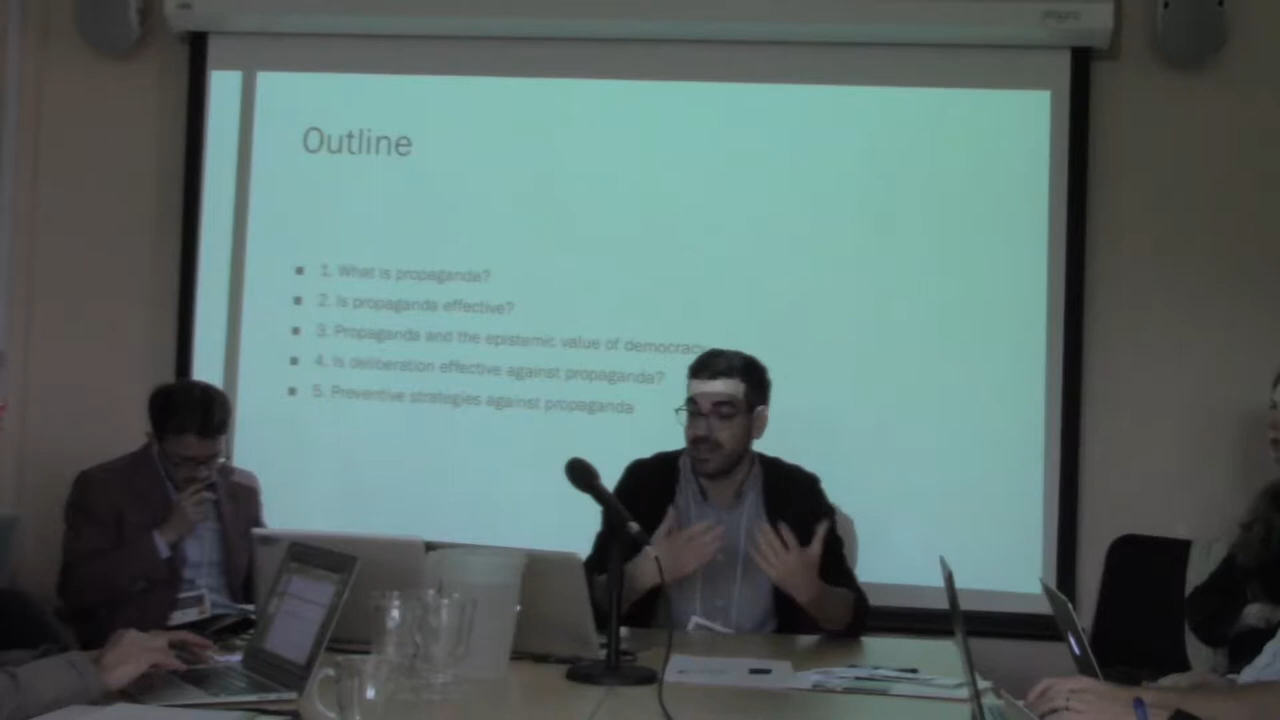 Outline
1. What is propaganda?
2. Is propaganda effective?
3. Propaganda and the epistemic value of democracy
4. Is deliberation effective against propaganda?
5. Preventive strategies against propaganda